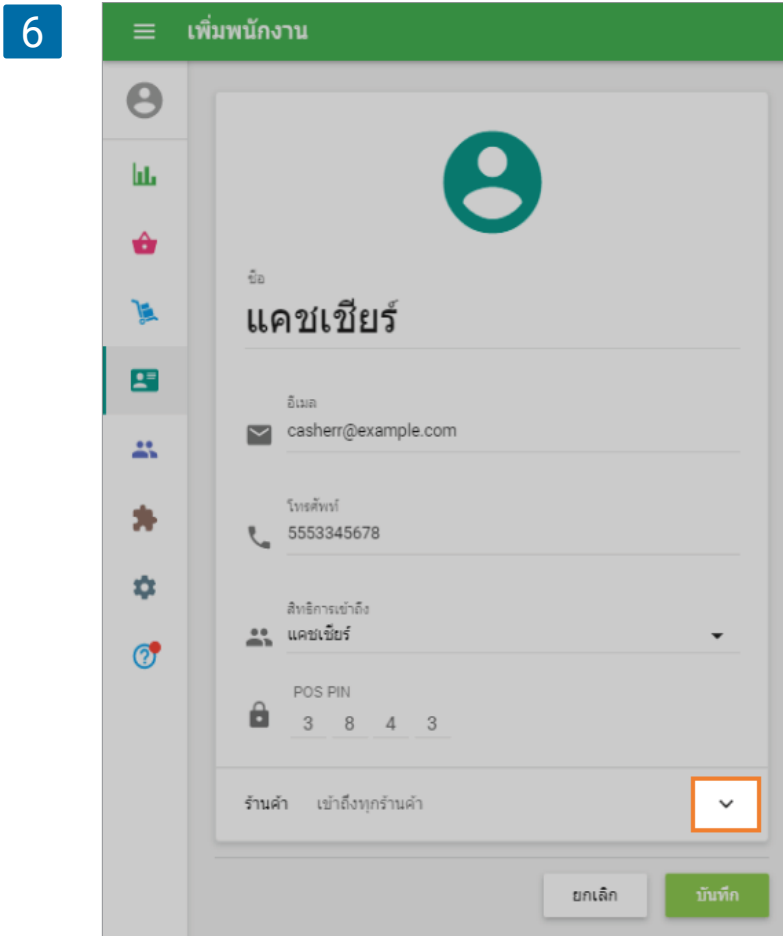 6
เพิ่มพนักงาน
ชื่อ
แคชเชียร์
อีเมล
casherr@example.com
โทรศัพท์
5553345678
สิทธิการเข้าถึง
แคชเชียร์
POS PIN
3 8 4 3
ร้านค้า เข้าถึงทุกร้านค้า
ยกเลิก บันทึก